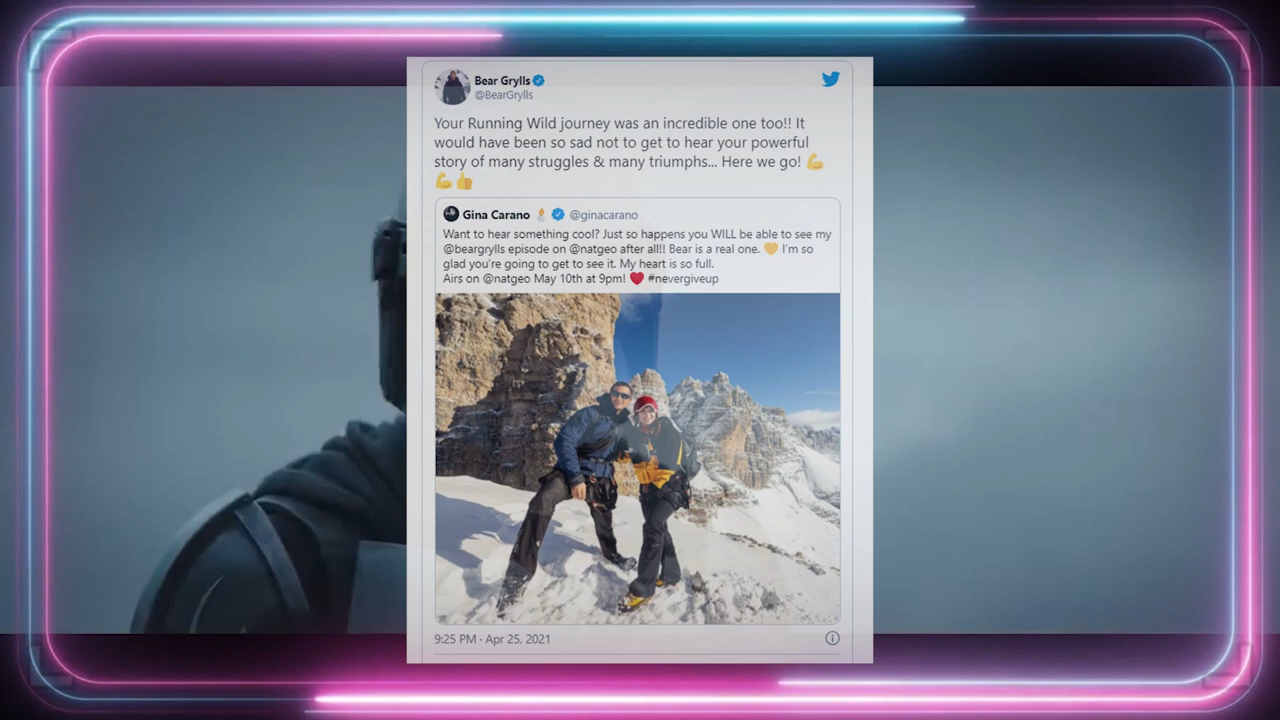 Bear Grylls
@BearGrylls
Your Running Wild journey was an incredible one too!! It
would have been so sad not to get to hear your powerful
story of many struggles & many triumphs... Here we go! 💪
💪👍
Gina Carano 🕯 @ginacarano
Want to hear something cool? Just so happens you WILL be able to see my
@beargrylls episode on @natgeo after all!! Bear is a real one. 💛 I'm so
glad you're going to get to see it. My heart is so full.
Airs on @natgeo May 10th at 9pm! ❤️ #nevergiveup
9:25 PM · Apr 25, 2021